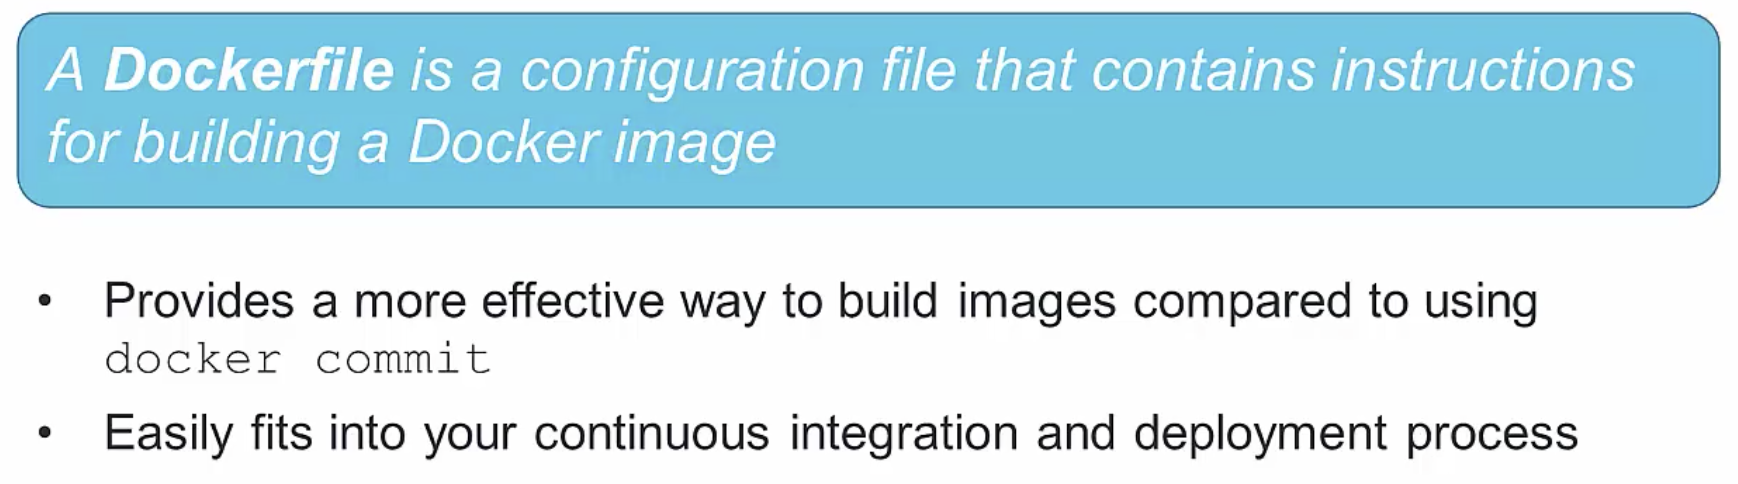 A Dockerfile is a configuration file that contains instructions
for building a Docker image
• Provides a more effective way to build images compared to using
docker commit
• Easily fits into your continuous integration and deployment process